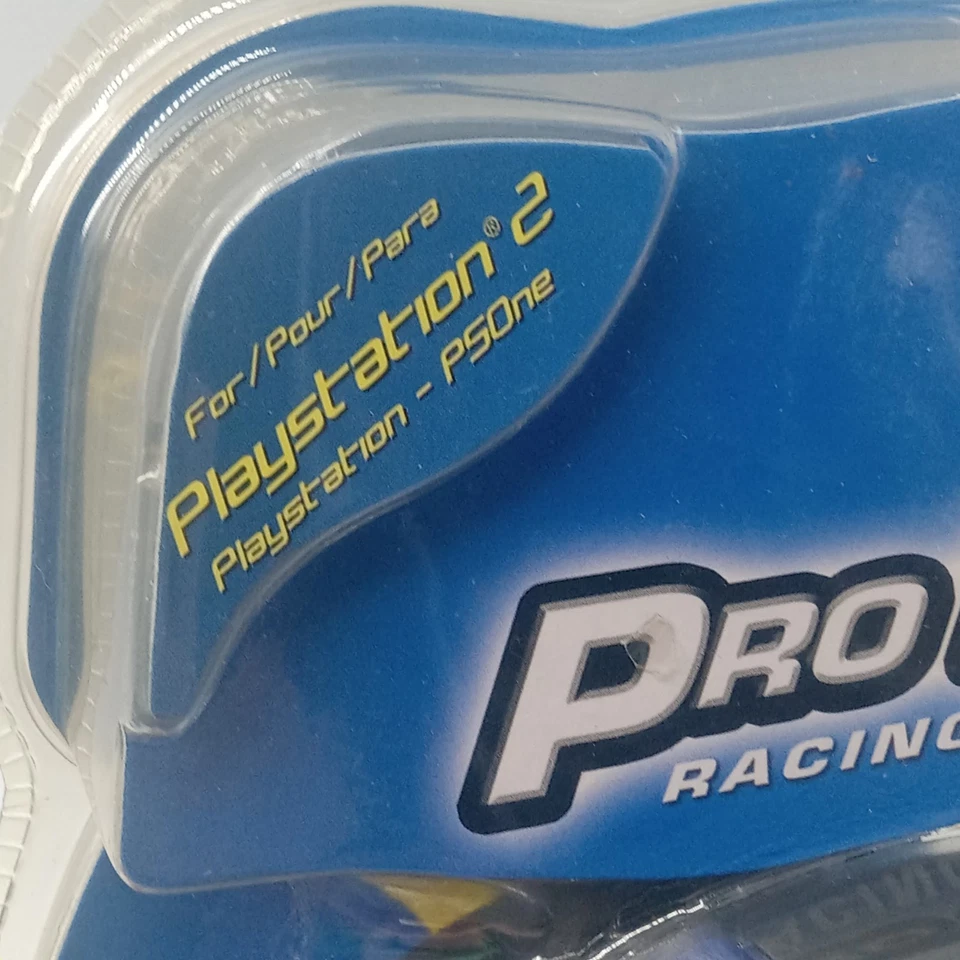 For/Pour/Para
Playstation® 2
Playstation - PSOne
PRO
RACING